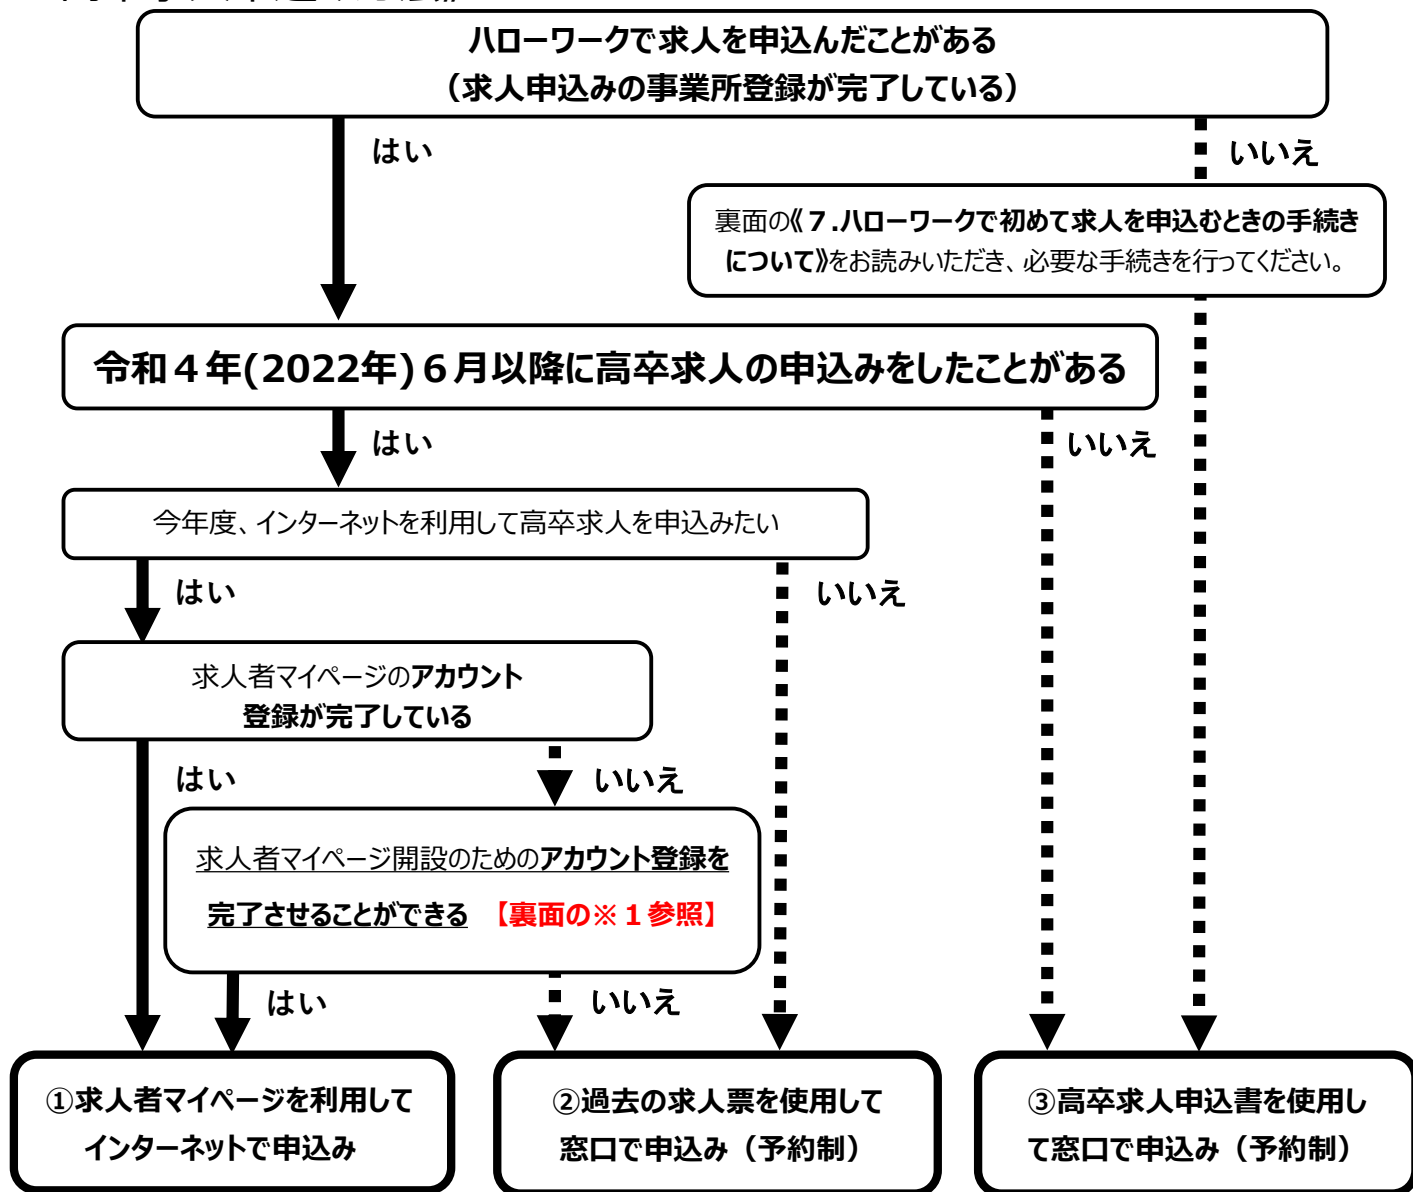 ハローワークで求人を申込んだことがある
（求人申込みの事業所登録が完了している）
はい
いいえ
裏面の《７.ハローワークで初めて求人を申込むときの手続き
について》をお読みいただき、必要な手続きを行ってください。
令和４年(2022年)６月以降に高卒求人の申込みをしたことがある
はい
いいえ
今年度、インターネットを利用して高卒求人を申込みたい
はい
いいえ
求人者マイページのアカウント
登録が完了している
はい
いいえ
求人者マイページ開設のためのアカウント登録を
完了させることができる 【裏面の※１参照】
はい
いいえ
①求人者マイページを利用して
インターネットで申込み
②過去の求人票を使用して
窓口で申込み（予約制）
③高卒求人申込書を使用し
て窓口で申込み（予約制）